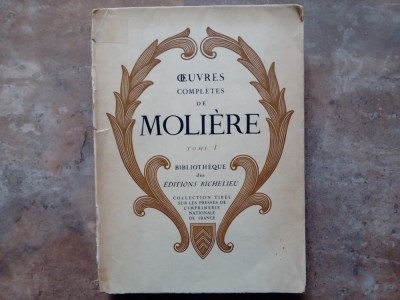 ŒUVRES
COMPLÈTES
DE
MOLIÈRE
TOME I
BIBLIOTHÈQUE
des
EDITIONS RICHELIEU
COLLECTION TIRÉE
SUR LES PRESSES DE
L'IMPRIMERIE
NATIONALE
DE FRANCE